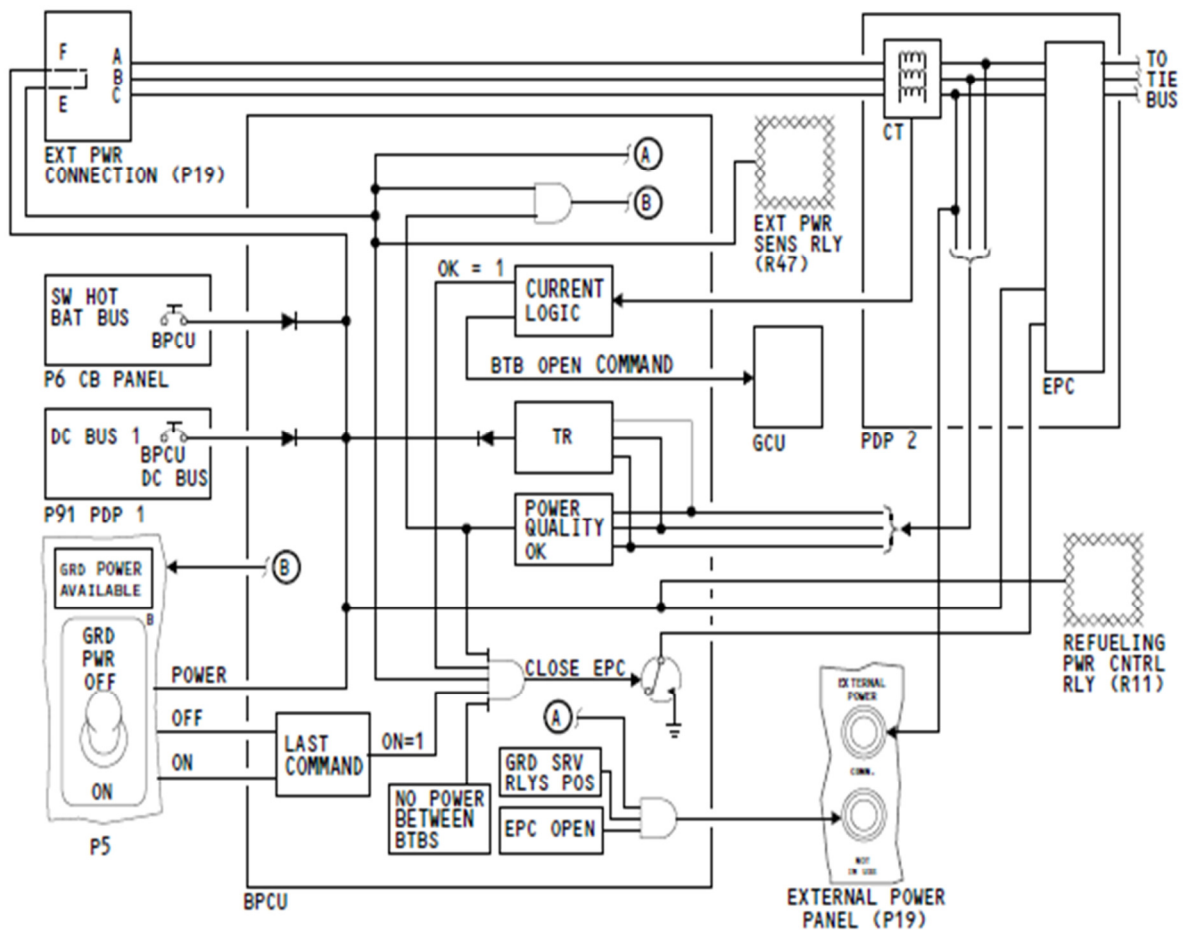 F
A
B
E
C
EXT PWR
CONNECTION (P19)
CT
TO
TIE
BUS
A
B
EXT PWR
SENS RLY
(R47)
OK = 1
CURRENT
LOGIC
SW HOT
BAT BUS
BPCU
P6 CB PANEL
BTB OPEN COMMAND
GCU
EPC
PDP 2
DC BUS 1
BPCU
DC BUS
P91 PDP 1
TR
POWER
QUALITY
OK
GRD POWER
AVAILABLE
B
B
GRD
PWR
OFF
ON
P5
POWER
OFF
ON
LAST
COMMAND
ON=1
CLOSE EPC
A
NO POWER
BETWEEN
BTBS
GRD SRV
RLYS POS
EPC OPEN
BPCU
REFUELING
PWR CNTRL
RLY (R11)
EXTERNAL
POWER
CONN.
NOT
IN USE
EXTERNAL POWER
PANEL (P19)